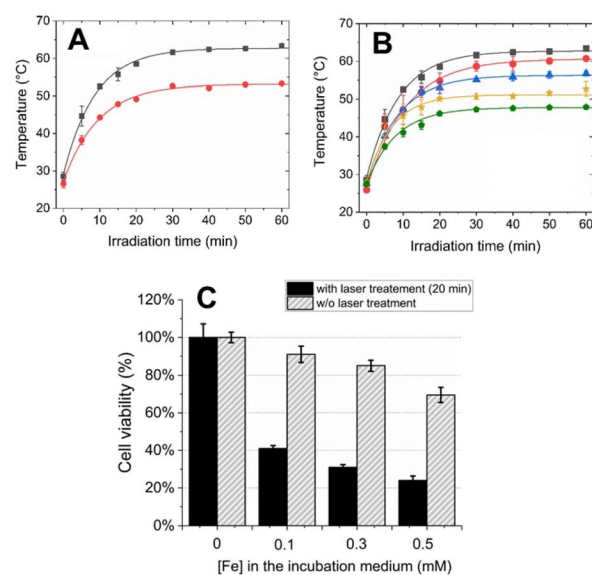 A
Temperature (°C)
70
60
50
40
30
20
0 10 20 30 40 50 60
Irradiation time (min)
B
Temperature (°C)
70
60
50
40
30
20
0 10 20 30 40 50 60
Irradiation time (min)
C
with laser treatement (20 min)
w/o laser treatment
Cell viability (%)
120%
100%
80%
60%
40%
20%
0%
0 0.1 0.3 0.5
[Fe] in the incubation medium (mM)